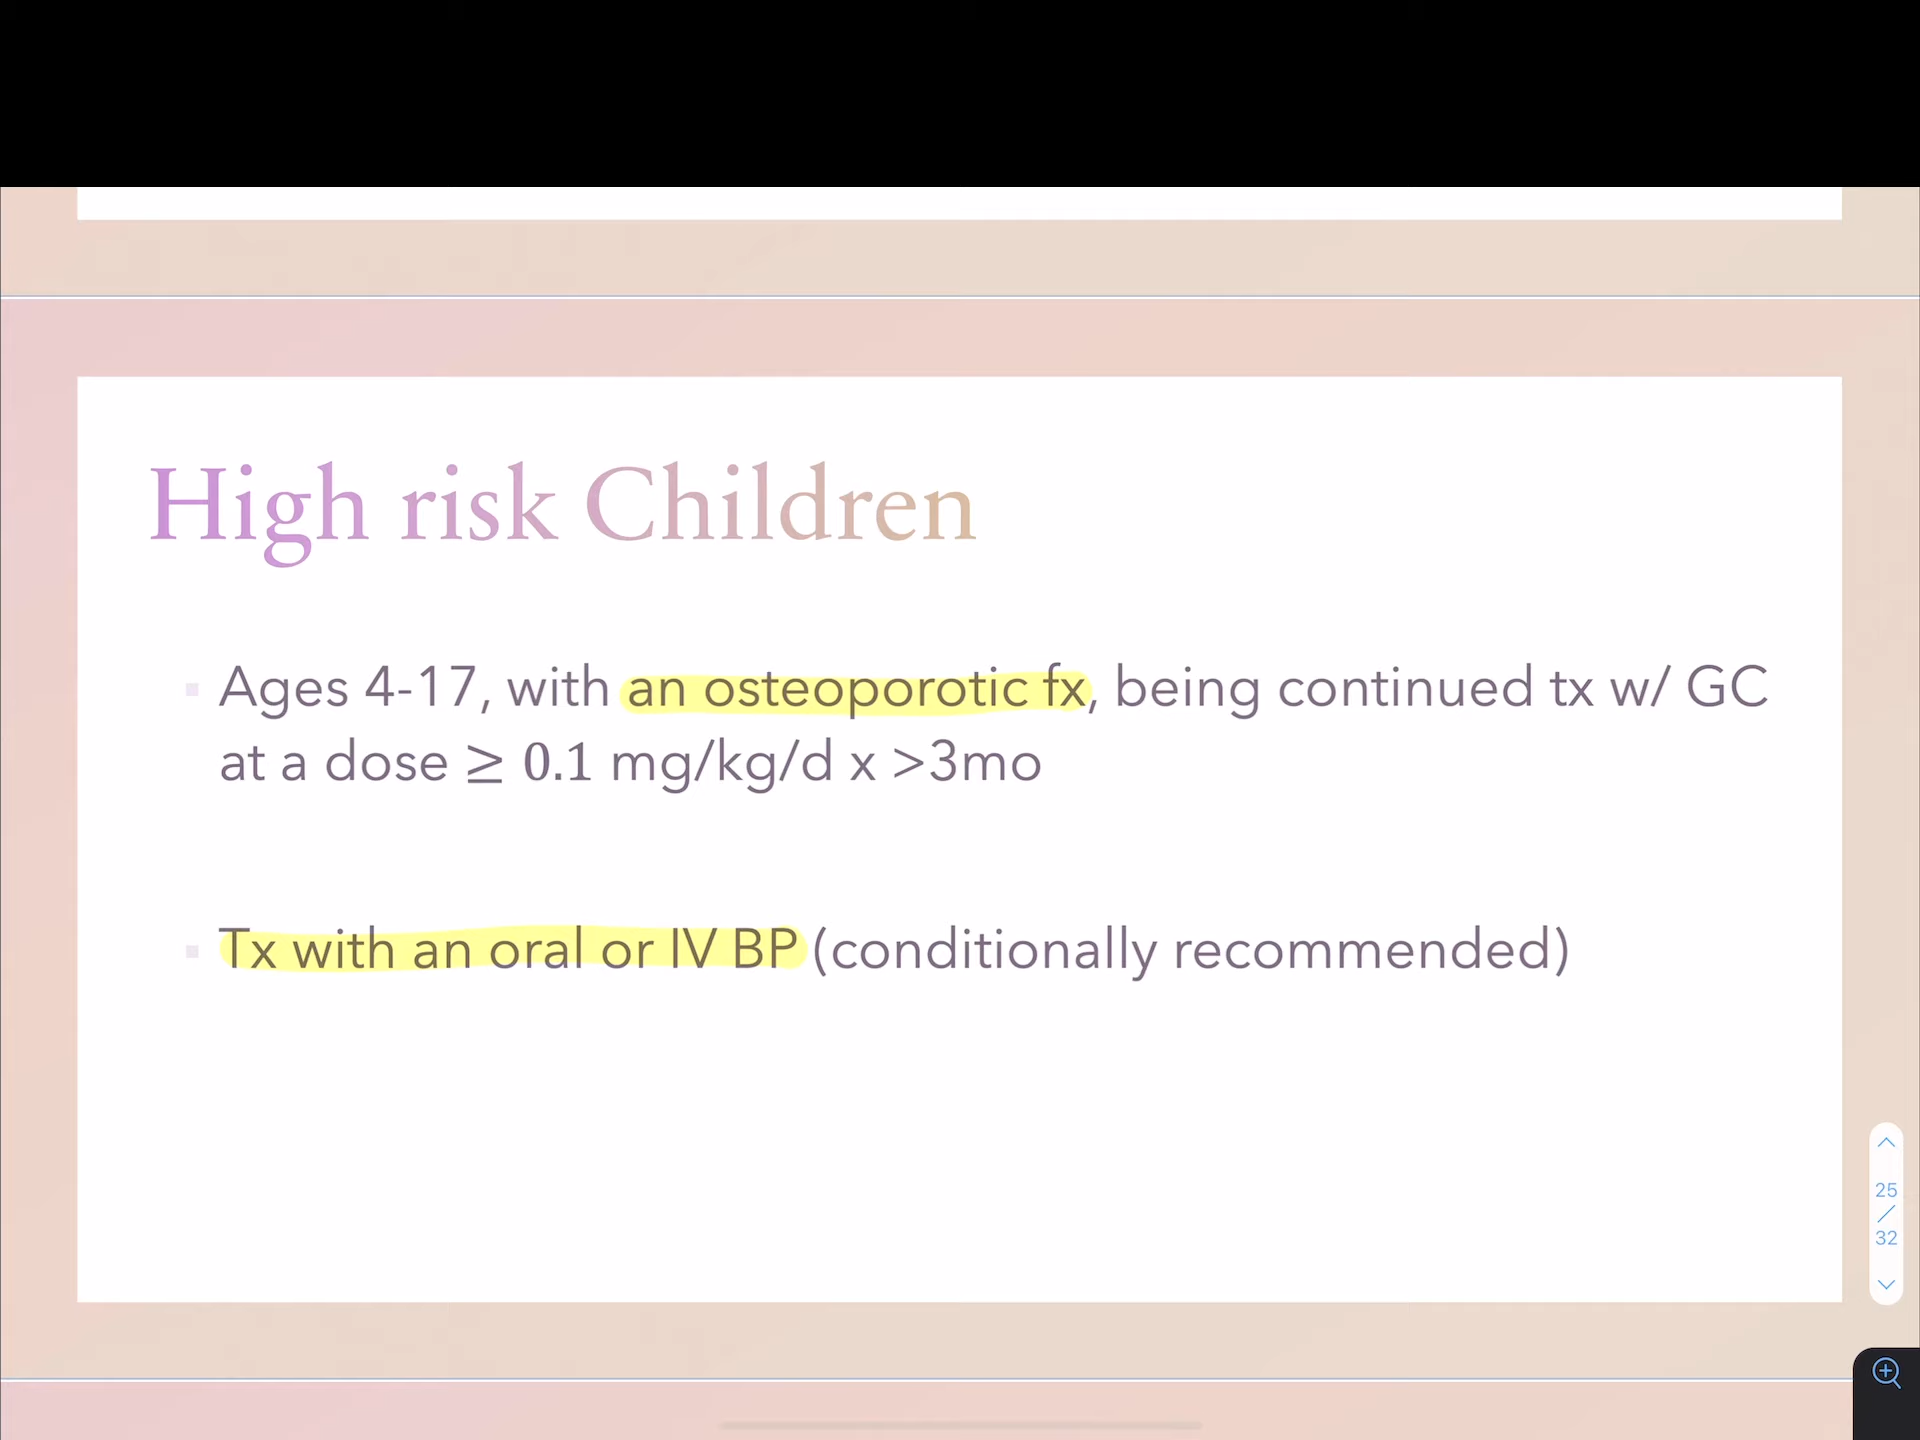 High risk Children
Ages 4-17, with an osteoporotic fx, being continued tx w/ GC
at a dose ≥ 0.1 mg/kg/d x >3mo
Tx with an oral or IV BP (conditionally recommended)
25
/
32